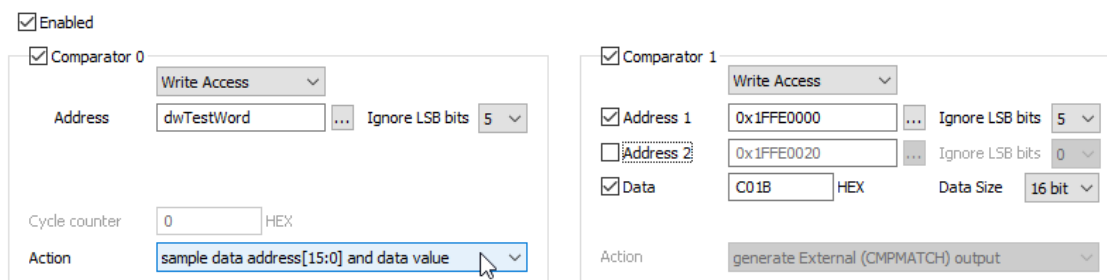 Enabled
Comparator 0
Write Access
Address dwTestWord ... Ignore LSB bits 5
Cycle counter 0 HEX
Action sample data address[15:0] and data value
Comparator 1
Write Access
Address 1 0x1FFE0000 ... Ignore LSB bits 5
Address 2 0x1FFE0020 ... Ignore LSB bits 0
Data C01B HEX Data Size 16 bit
Action generate External (CMPMATCH) output